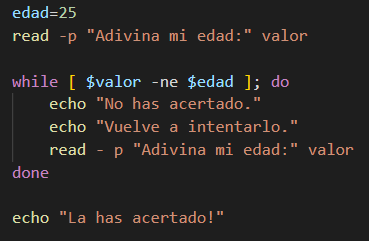 edad=25
read -p "Adivina mi edad:" valor

while [ $valor -ne $edad ]; do
    echo "No has acertado."
    echo "Vuelve a intentarlo."
    read - p "Adivina mi edad:" valor
done

echo "La has acertado!"